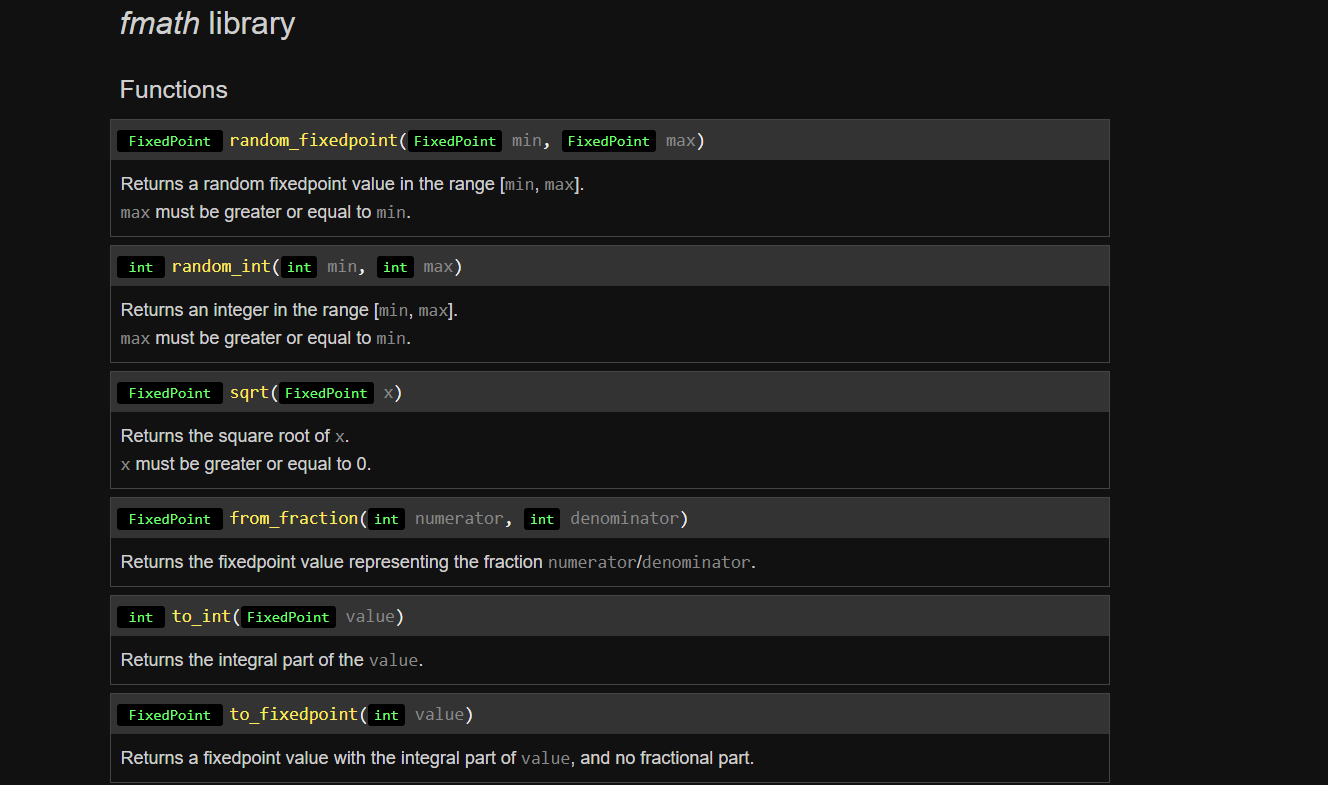 fmath library
Functions
FixedPoint random_fixedpoint(FixedPoint min, FixedPoint max)
Returns a random fixedpoint value in the range [min, max].
max must be greater or equal to min.
int random_int(int min, int max)
Returns an integer in the range [min, max].
max must be greater or equal to min.
FixedPoint sqrt(FixedPoint x)
Returns the square root of x.
x must be greater or equal to 0.
FixedPoint from_fraction(int numerator, int denominator)
Returns the fixedpoint value representing the fraction numerator/denominator.
int to_int(FixedPoint value)
Returns the integral part of the value.
FixedPoint to_fixedpoint(int value)
Returns a fixedpoint value with the integral part of value, and no fractional part.